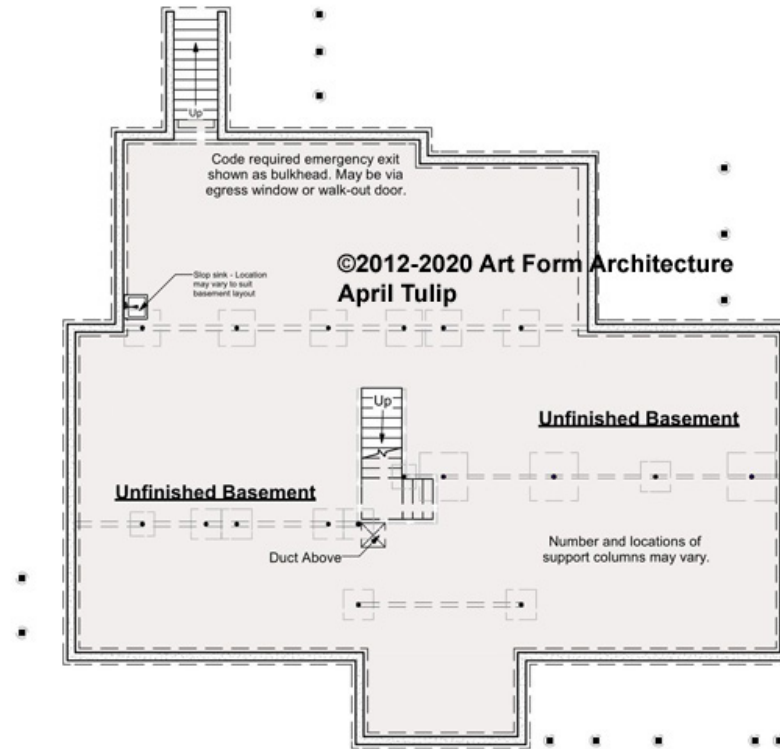 Up
Code required emergency exit
shown as bulkhead. May be via
egress window or walk-out door.
©2012-2020 Art Form Architecture
April Tulip
Slop sink - Location
may vary to suit
basement layout
Up
Unfinished Basement
Unfinished Basement
Number and locations of
support columns may vary.
Duct Above